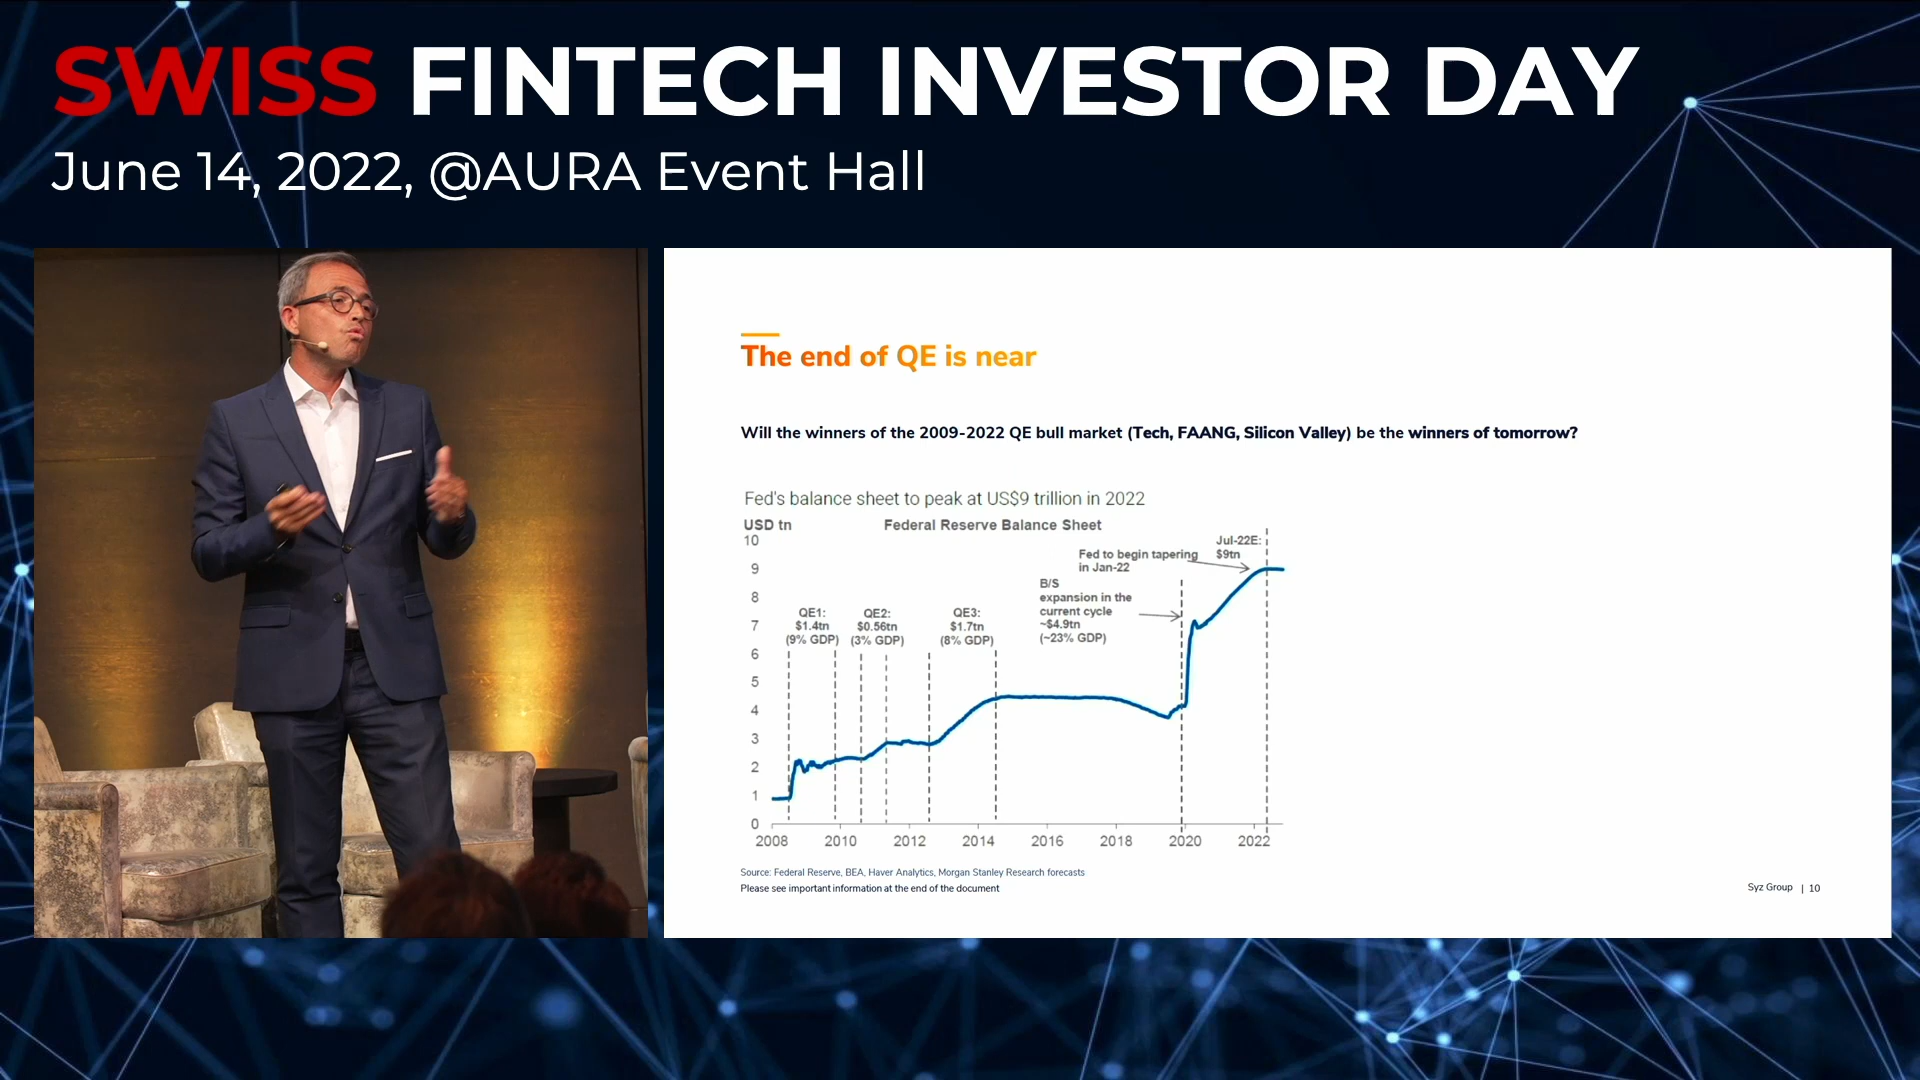 SWISS FINTECH INVESTOR DAY
June 14, 2022, @AURA Event Hall
The end of QE is near
Will the winners of the 2009-2022 QE bull market (Tech, FAANG, Silicon Valley) be the winners of tomorrow?
Fed's balance sheet to peak at US$9 trillion in 2022
USD tn
Federal Reserve Balance Sheet
10
9
8
7
6
5
4
3
2
1
0
QE1:
$1.4tn
(9% GDP)
QE2:
$0.56tn
(3% GDP)
QE3:
$1.7tn
(8% GDP)
B/S
expansion in the
current cycle
~$4.9tn
(~23% GDP)
Fed to begin tapering
in Jan-22
Jul-22E:
$9tn
2008 2010 2012 2014 2016 2018 2020 2022
Source: Federal Reserve, BEA, Haver Analytics, Morgan Stanley Research forecasts
Please see important information at the end of the document
Syz Group | 10